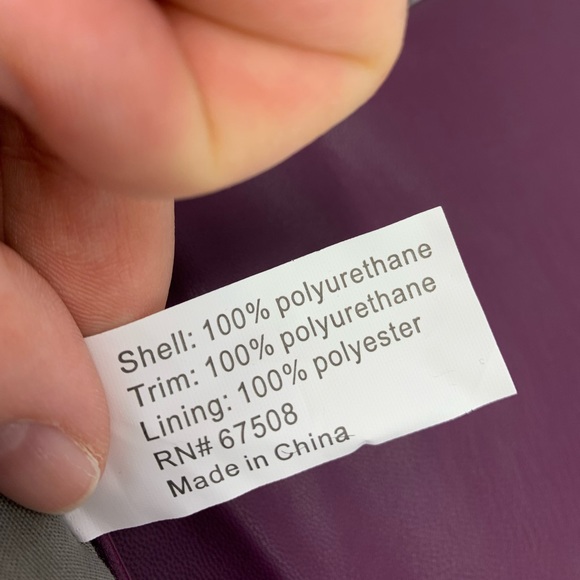 Shell: 100% polyurethane
Trim: 100% polyurethane
Lining: 100% polyester
RN# 67508
Made in China